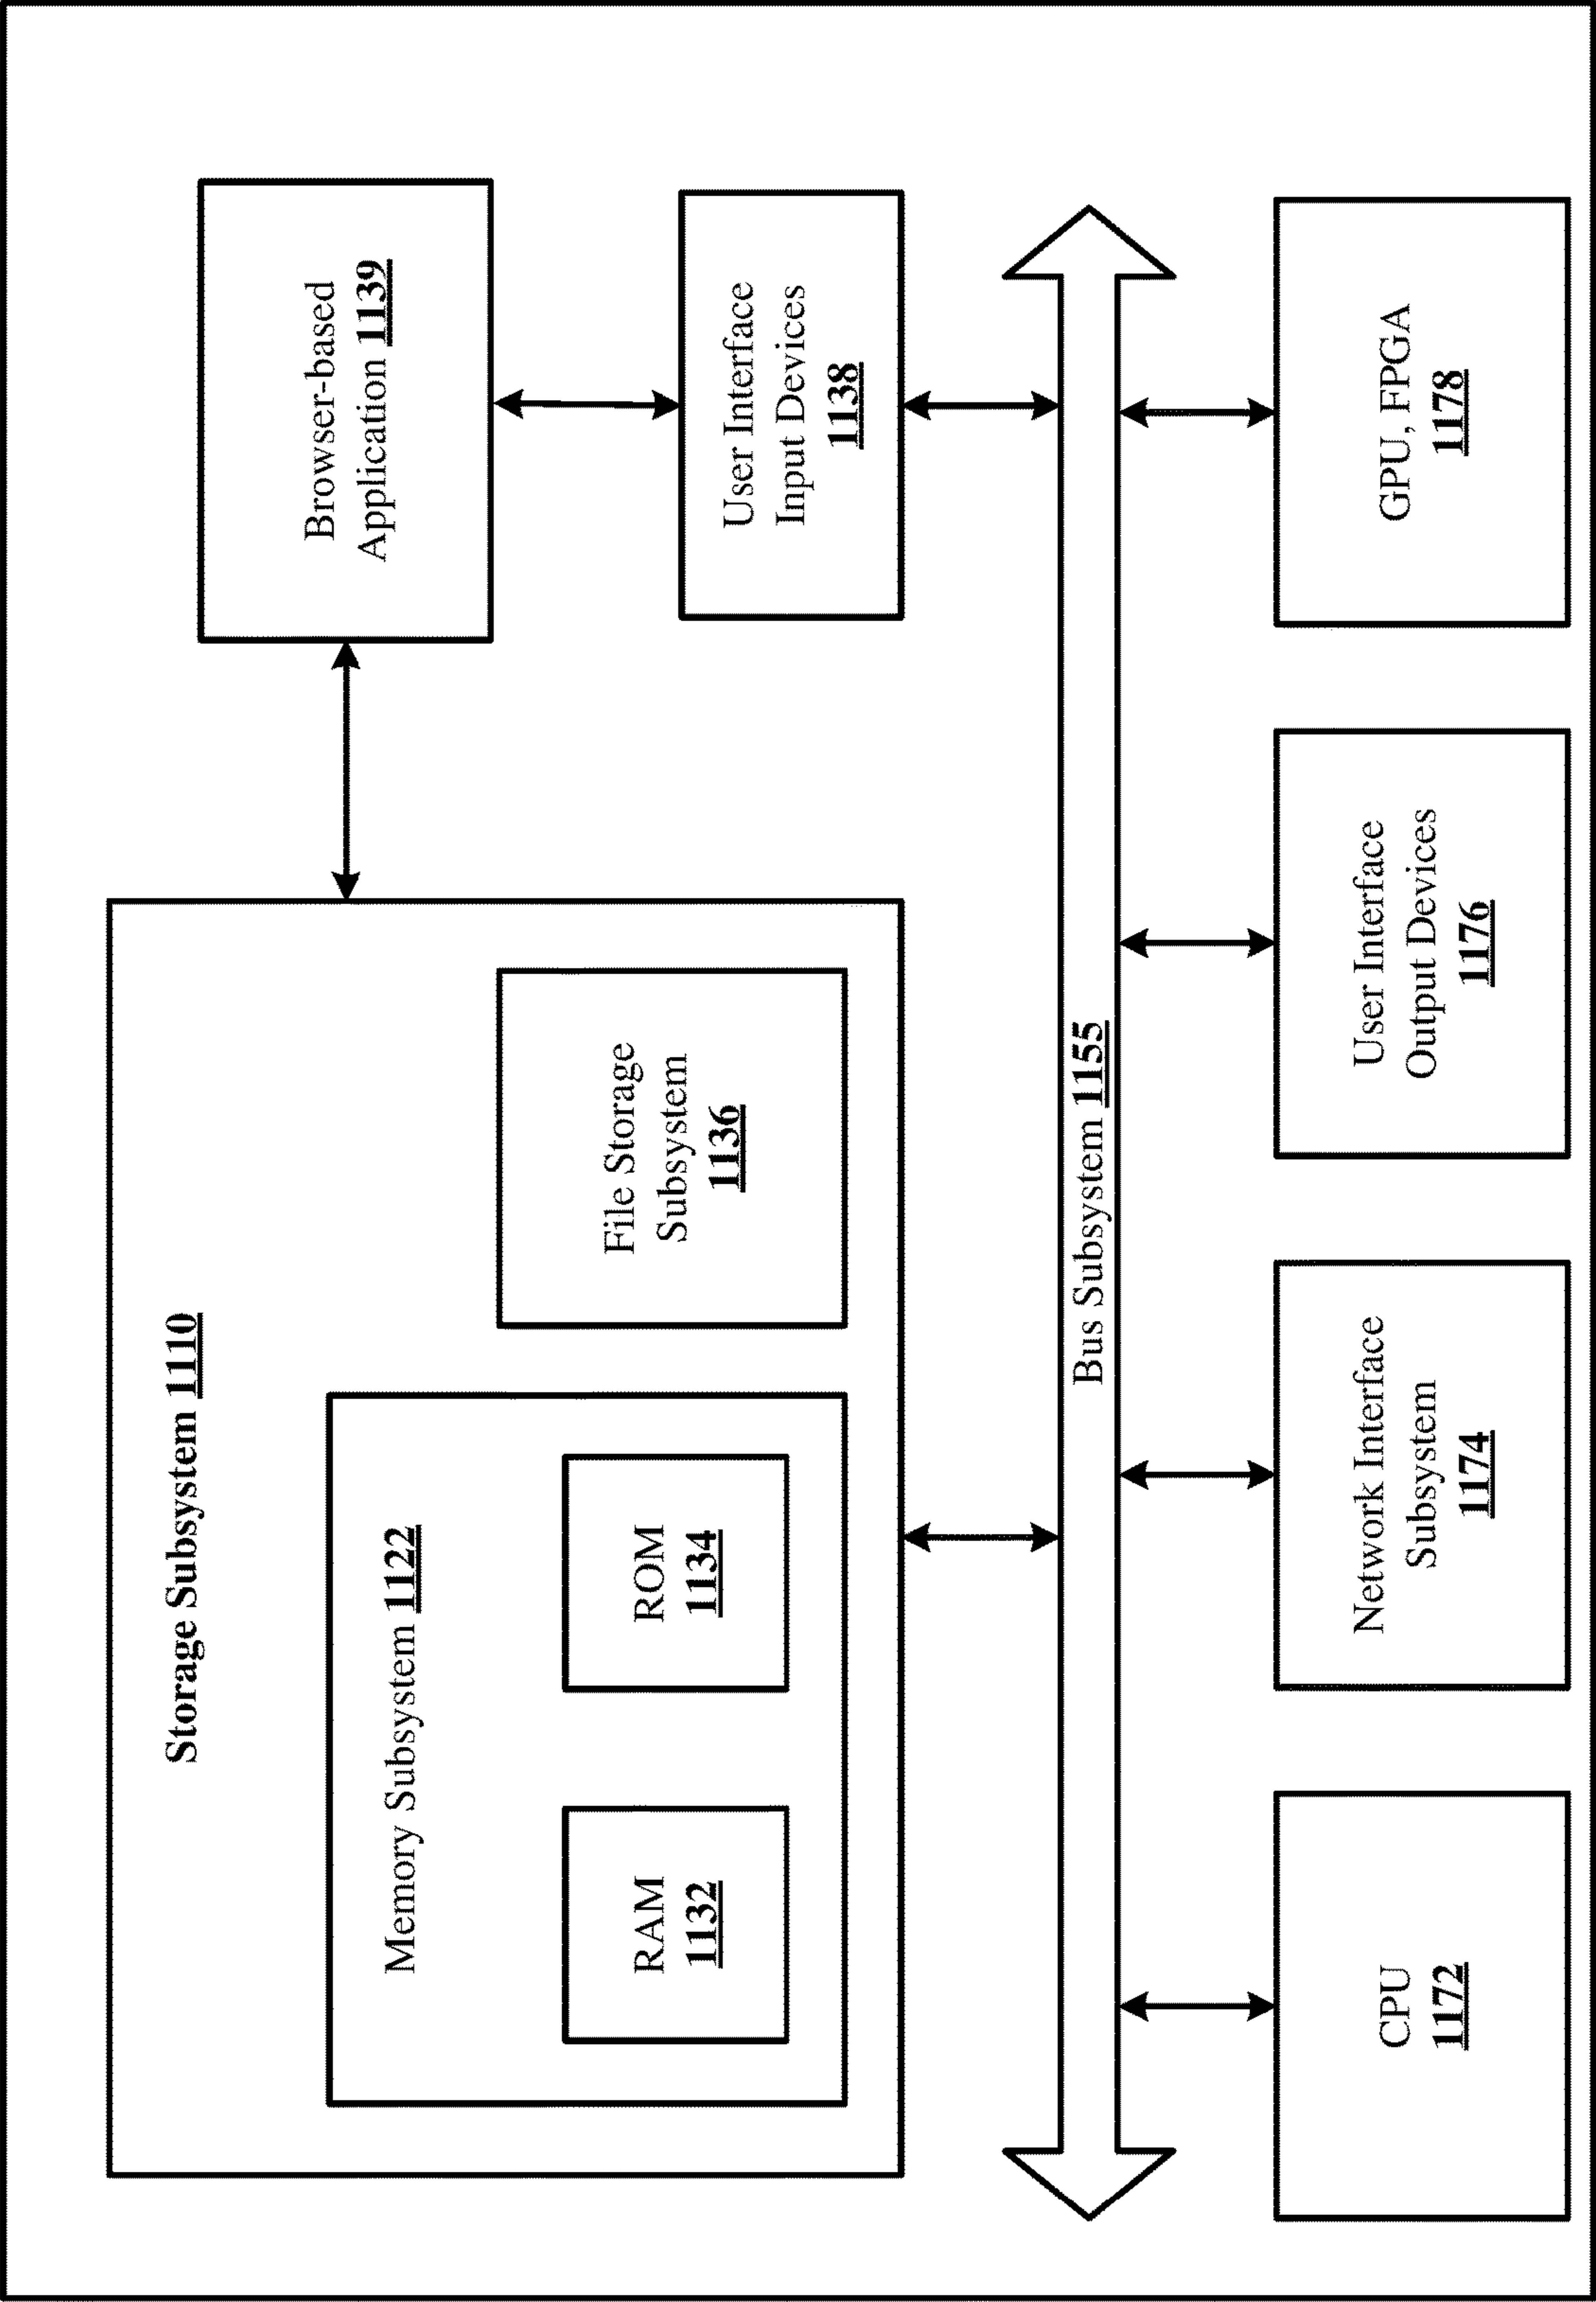 Storage Subsystem 1110
Memory Subsystem 1122
RAM
1132
ROM
1134
File Storage
Subsystem
1136
Browser-based
Application 1139
User Interface
Input Devices
1138
Bus Subsystem 1155
CPU
1172
Network Interface
Subsystem
1174
User Interface
Output Devices
1176
GPU, FPGA
1178